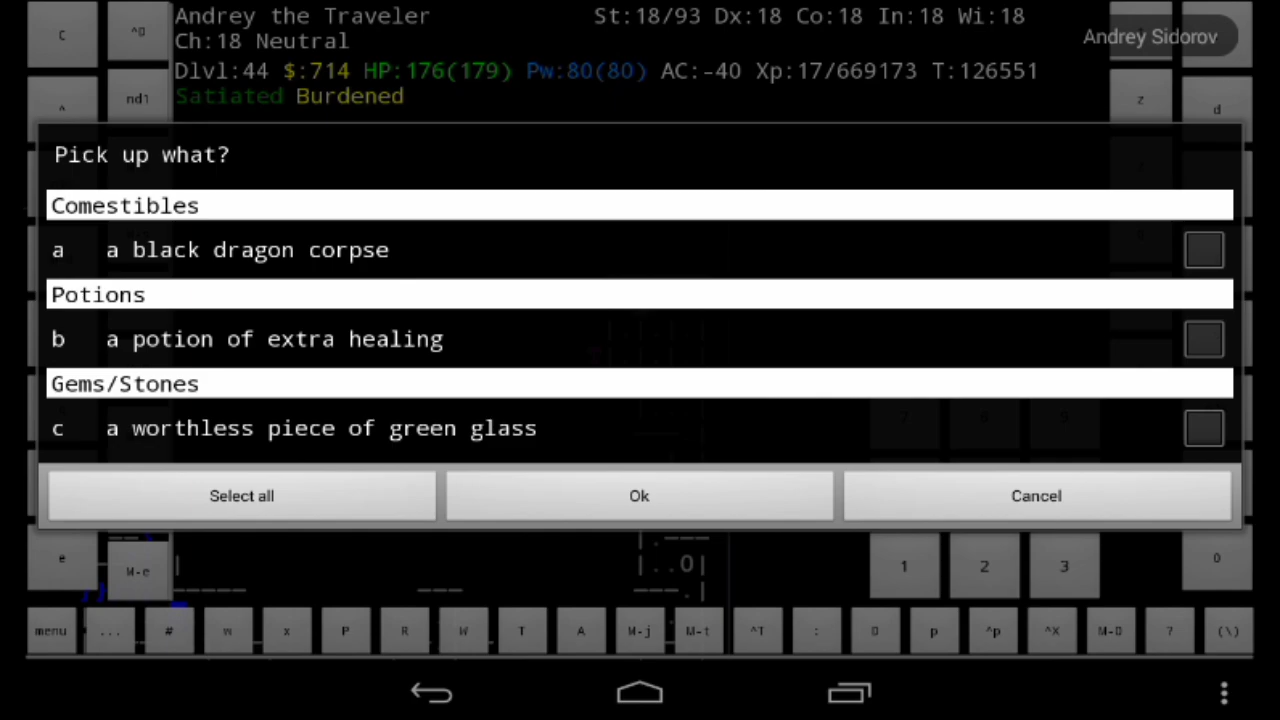 Andrey the Traveler St:18/93 Dx:18 Co:18 In:18 Wi:18
Ch:18 Neutral
Andrey Sidorov
Dlvl:44 $:714 HP:176(179) Pw:80(80) AC:-40 Xp:17/669173 T:126551
Satiated Burdened
C
^
nd1
z
d
Pick up what?
Comestibles
a a black dragon corpse
Potions
b a potion of extra healing
Gems/Stones
c a worthless piece of green glass
Select all Ok Cancel
e M-e 1 2 3 0
menu ... # w x P R W T A M-j M-t ^T : D p ^p ^X M-O ? (\)